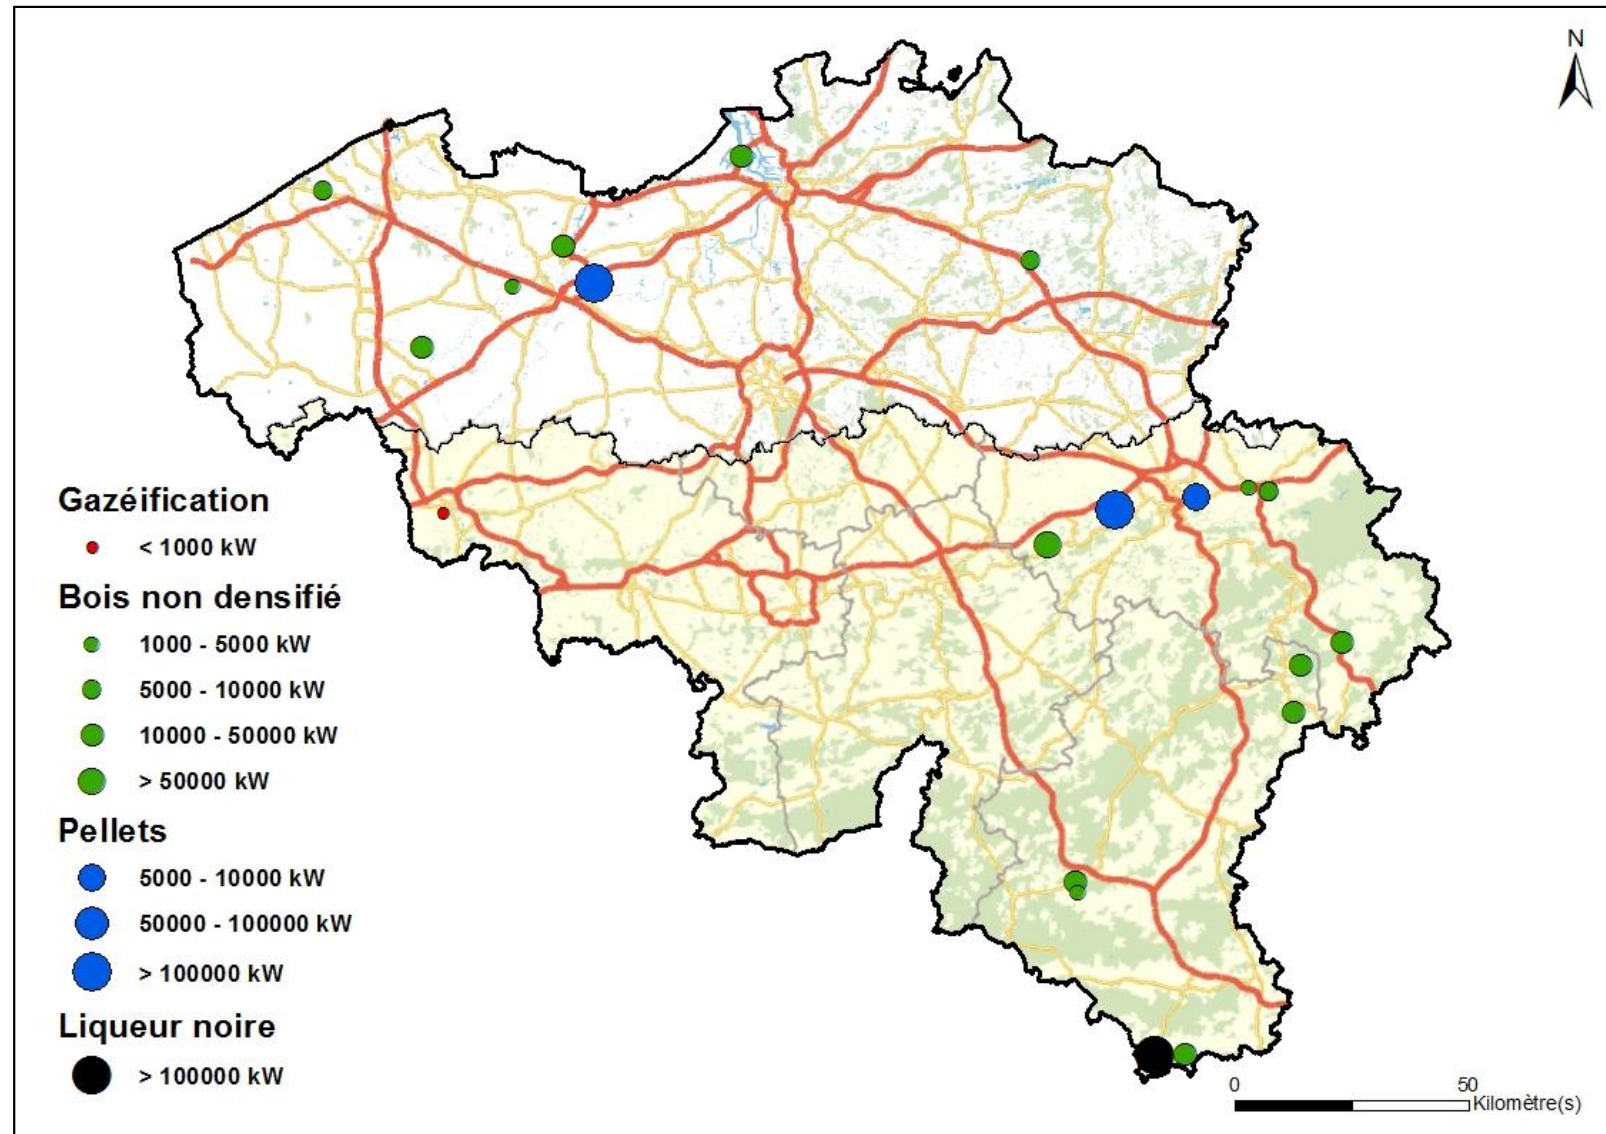 N
Gazéification
< 1000 kW
Bois non densifié
1000 - 5000 kW
5000 - 10000 kW
10000 - 50000 kW
> 50000 kW
Pellets
5000 - 10000 kW
50000 - 100000 kW
> 100000 kW
Liqueur noire
> 100000 kW
0 50
Kilomètre(s)